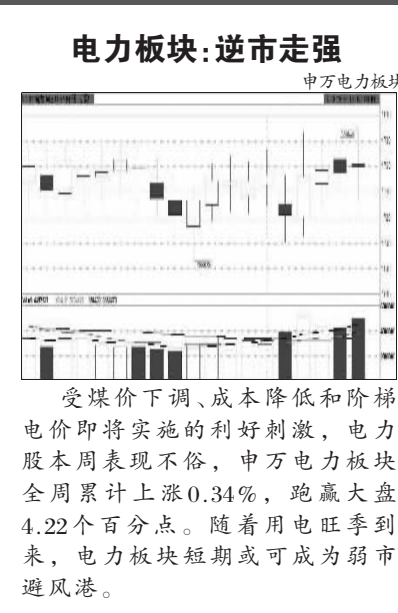 电力板块:逆市走强
申万电力板块
受煤价下调、成本降低和阶梯
电价即将实施的利好刺激，电力
股本周表现不俗，申万电力板块
全周累计上涨0.34%，跑赢大盘
4.22个百分点。随着用电旺季到
来，电力板块短期或可成为弱市
避风港。